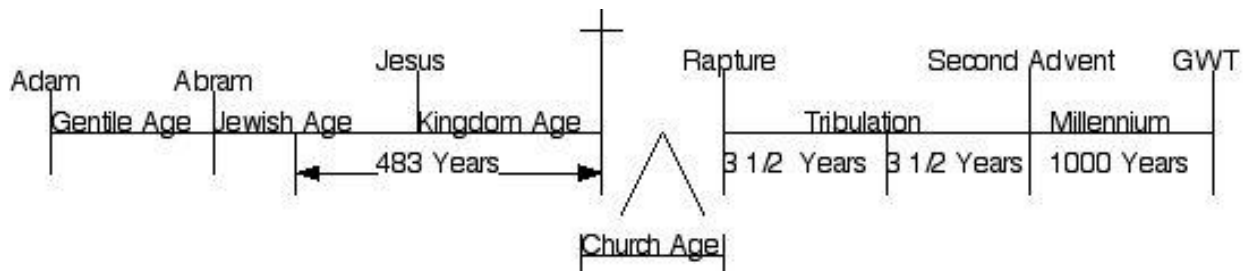 Jesus Rapture Second Advent GWT
Adam Abram
Gentile Age Jewish Age Kingdom Age Tribulation Millennium
483 Years 3 1/2 Years 3 1/2 Years 1000 Years
Church Age